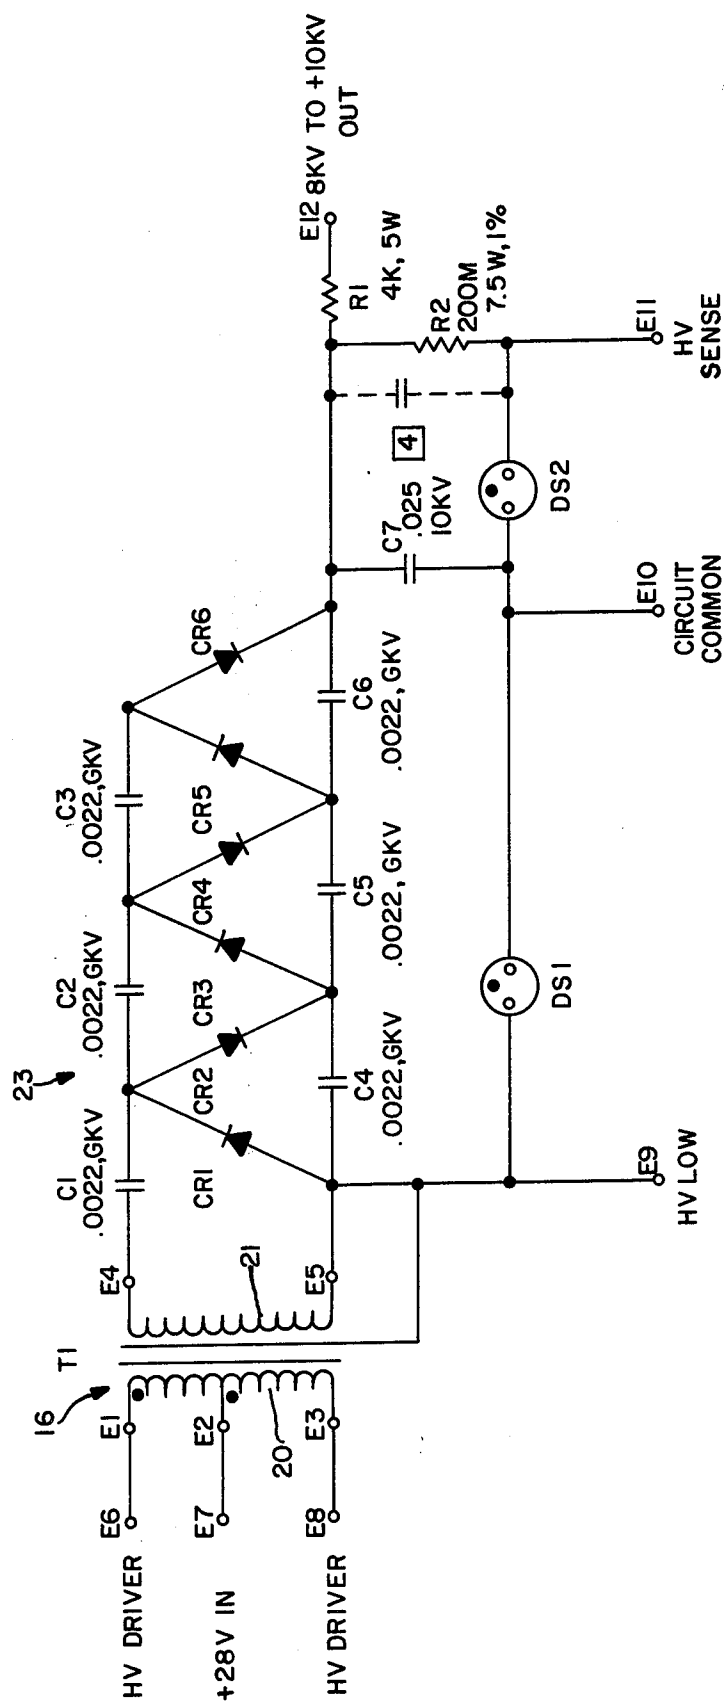 HV DRIVER
E6
E1
16
T1
E4
+28V IN
E7
E2
20
21
HV DRIVER
E8
E3
E5
23
C1
.0022,GKV
C2
.0022,GKV
C3
.0022,GKV
CR1
CR2
CR3
CR4
CR5
CR6
C4
.0022,GKV
C5
.0022, GKV
C6
.0022, GKV
C7
.025
10KV
4
R1
4K, 5W
E12
8KV TO +10KV
OUT
R2
200M
7.5W,1%
DS1
DS2
E9
HV LOW
E10
CIRCUIT
COMMON
E11
HV
SENSE